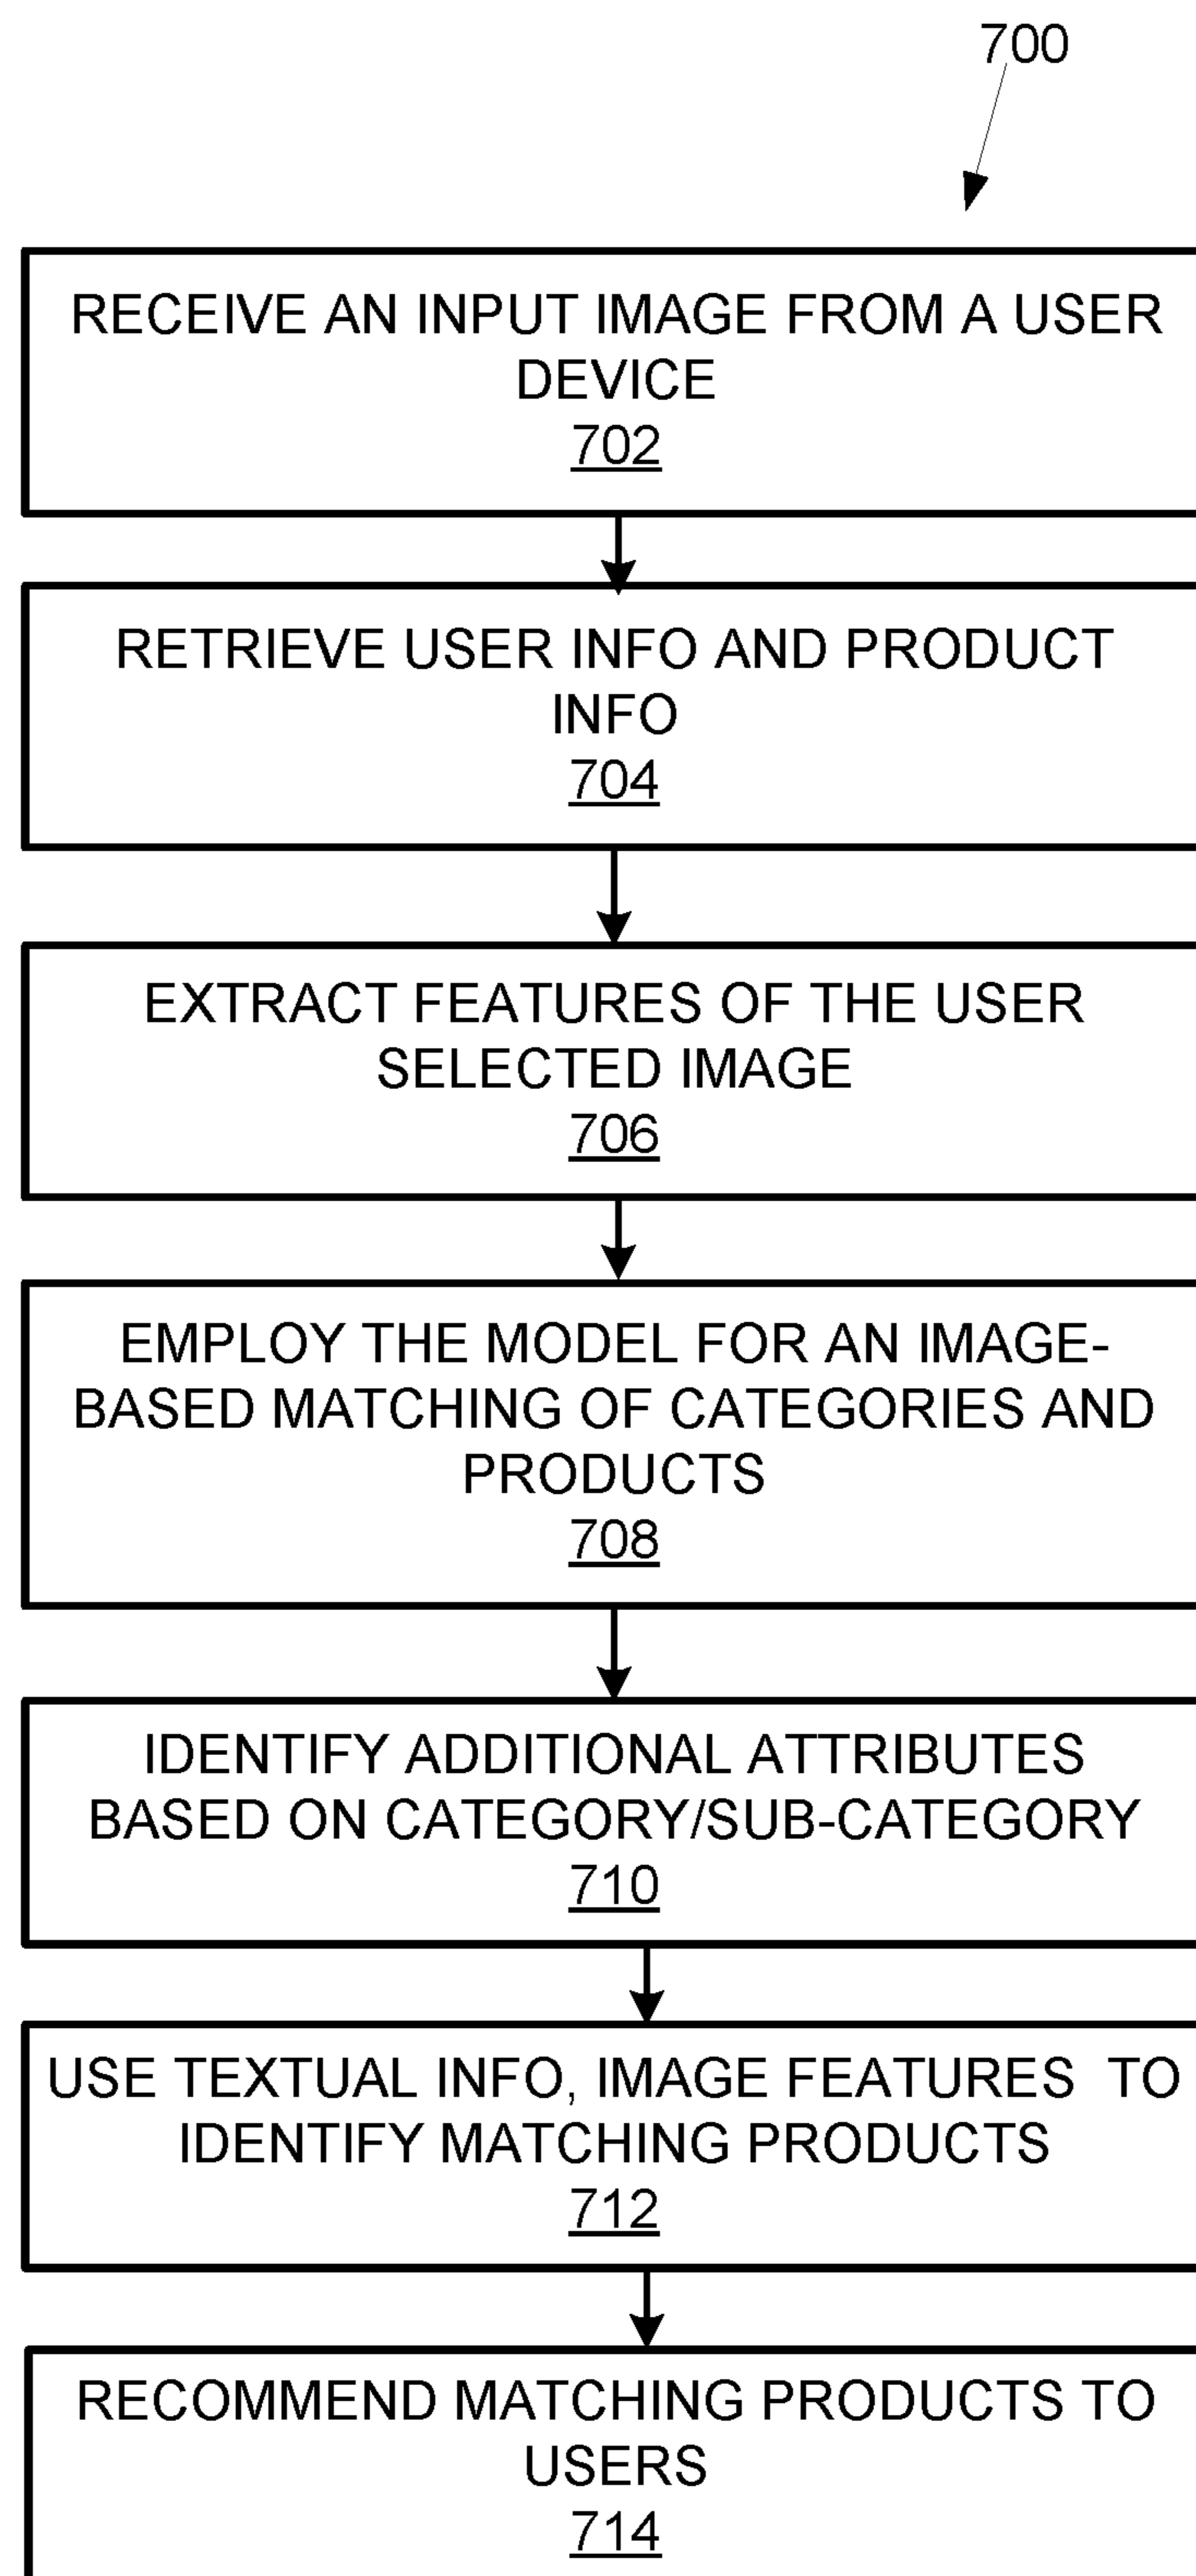 700
RECEIVE AN INPUT IMAGE FROM A USER
DEVICE
702
RETRIEVE USER INFO AND PRODUCT
INFO
704
EXTRACT FEATURES OF THE USER
SELECTED IMAGE
706
EMPLOY THE MODEL FOR AN IMAGE-
BASED MATCHING OF CATEGORIES AND
PRODUCTS
708
IDENTIFY ADDITIONAL ATTRIBUTES
BASED ON CATEGORY/SUB-CATEGORY
710
USE TEXTUAL INFO, IMAGE FEATURES TO
IDENTIFY MATCHING PRODUCTS
712
RECOMMEND MATCHING PRODUCTS TO
USERS
714